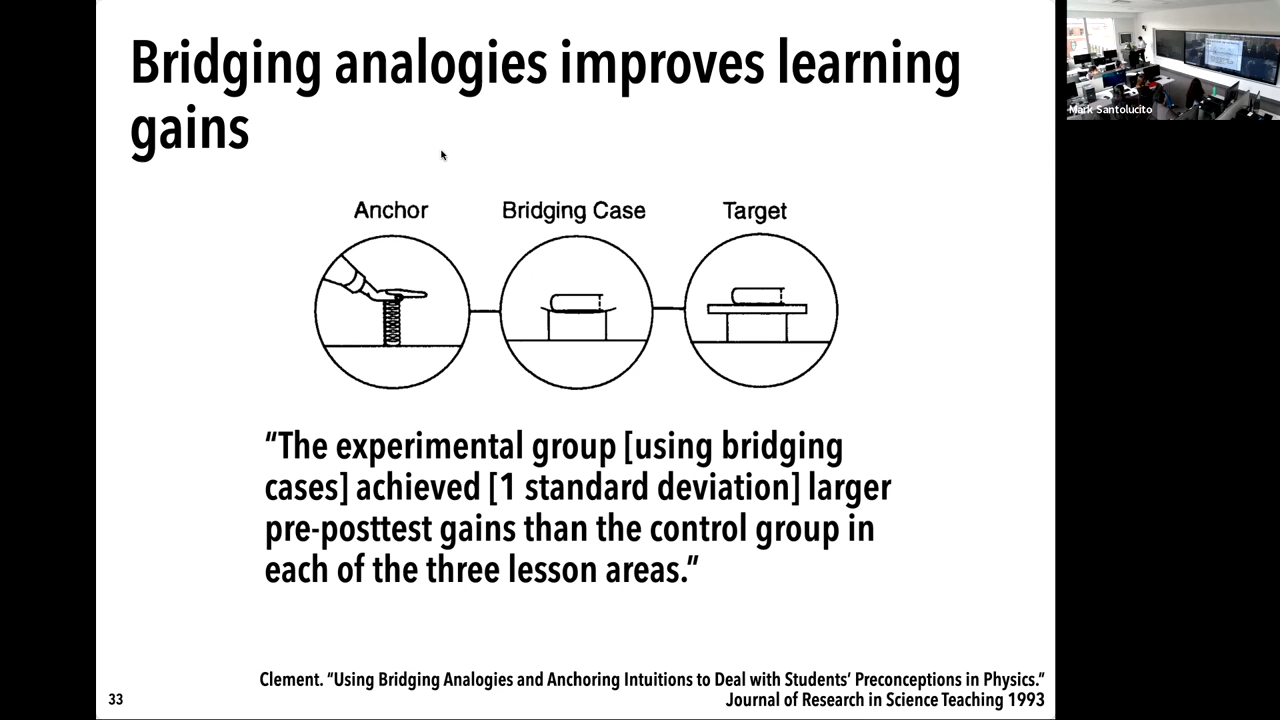 Bridging analogies improves learning
gains
Anchor
Bridging Case
Target
“The experimental group [using bridging
cases] achieved [1 standard deviation] larger
pre-posttest gains than the control group in
each of the three lesson areas.”
Clement. “Using Bridging Analogies and Anchoring Intuitions to Deal with Students’ Preconceptions in Physics.”
Journal of Research in Science Teaching 1993
33
Mark Santolucito